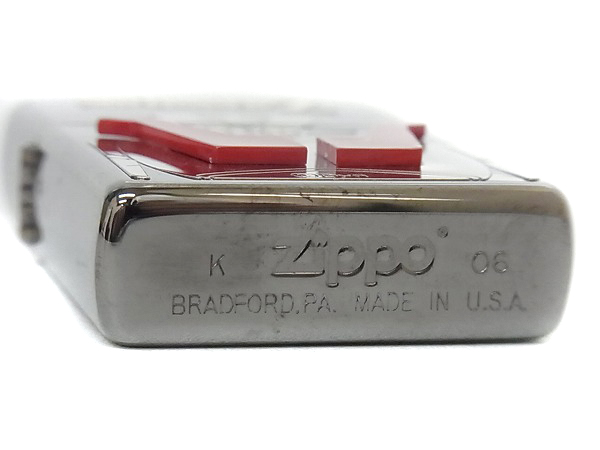 K Zippo® 06
BRADFORD,PA. MADE IN U.S.A.